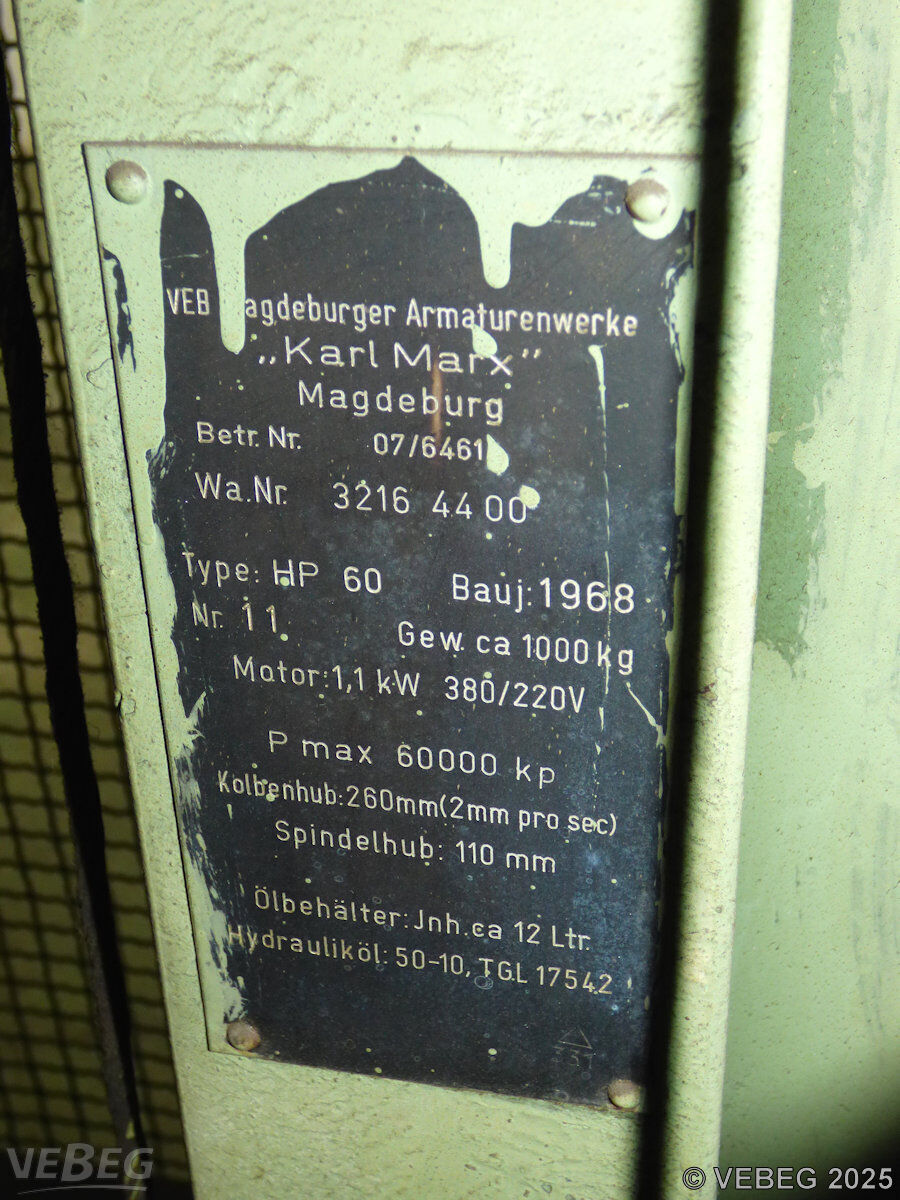 VEB agdeburger Armaturenwerke
„Karl Marx"
Magdeburg
Betr. Nr. 07/6461
Wa.Nr. 3216 44 00
Type: HP 60 Bauj: 1968
Nr. 11 Gew. ca 1000 kg
Motor: 1,1 kW 380/220V
P max 60000 kp
Kolbenhub: 260mm(2mm pro sec)
Spindelhub: 110 mm
Ölbehälter: Jnh. ca 12 Ltr.
Hydrauliköl: 50-10, TGL 17542
VEBEG
© VEBEG 2025